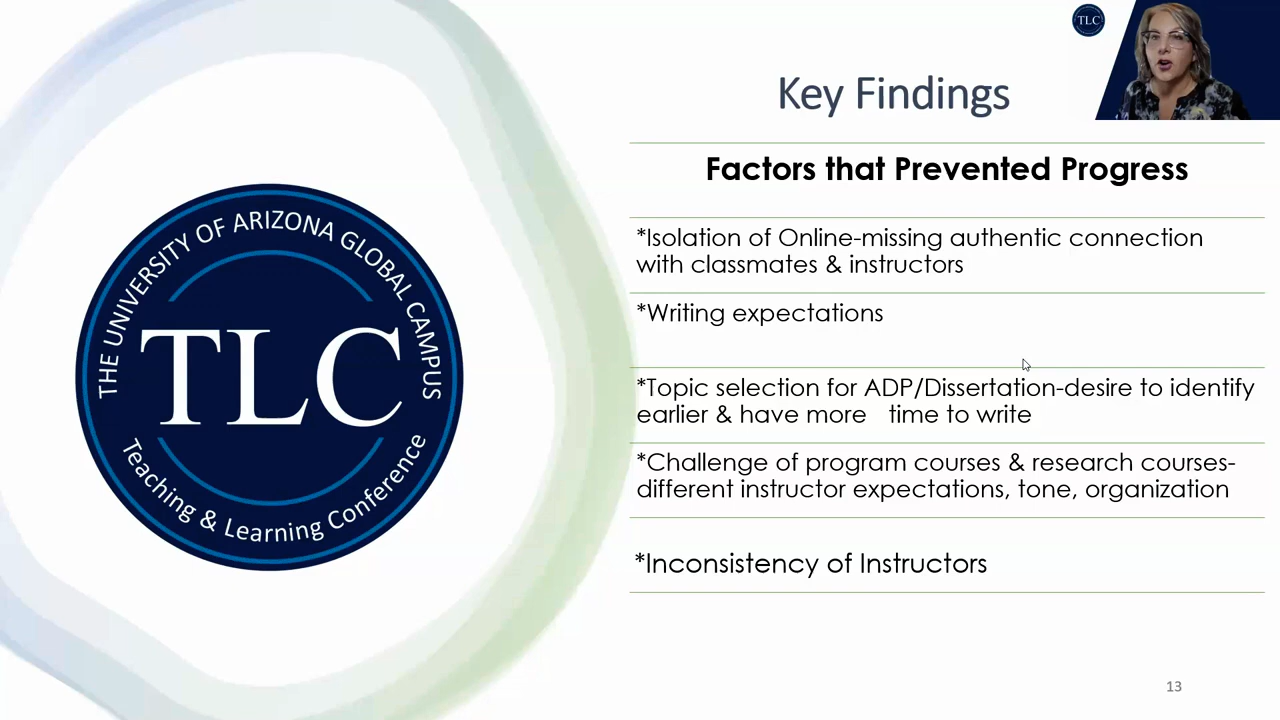 TLC
Key Findings
Factors that Prevented Progress
*Isolation of Online-missing authentic connection
with classmates & instructors
*Writing expectations
*Topic selection for ADP/Dissertation-desire to identify
earlier & have more time to write
*Challenge of program courses & research courses-
different instructor expectations, tone, organization
*Inconsistency of Instructors
THE UNIVERSITY OF ARIZONA GLOBAL CAMPUS
TLC
Teaching & Learning Conference
13